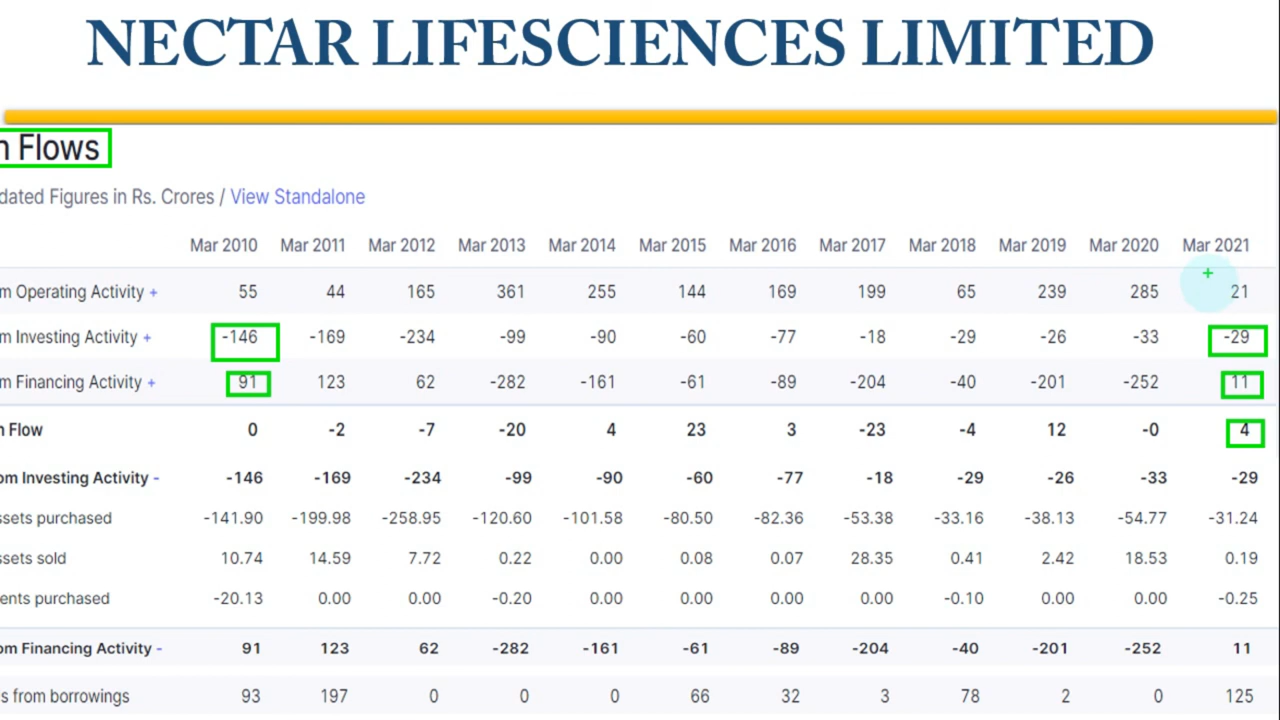 NECTAR LIFESCIENCES LIMITED
n Flows
dated Figures in Rs. Crores / View Standalone
Mar 2010 Mar 2011 Mar 2012 Mar 2013 Mar 2014 Mar 2015 Mar 2016 Mar 2017 Mar 2018 Mar 2019 Mar 2020 Mar 2021
m Operating Activity + 55 44 165 361 255 144 169 199 65 239 285 21
m Investing Activity + -146 -169 -234 -99 -90 -60 -77 -18 -29 -26 -33 -29
m Financing Activity + 91 123 62 -282 -161 -61 -89 -204 -40 -201 -252 11
n Flow 0 -2 -7 -20 4 23 3 -23 -4 12 -0 4
om Investing Activity - -146 -169 -234 -99 -90 -60 -77 -18 -29 -26 -33 -29
ssets purchased -141.90 -199.98 -258.95 -120.60 -101.58 -80.50 -82.36 -53.38 -33.16 -38.13 -54.77 -31.24
ssets sold 10.74 14.59 7.72 0.22 0.00 0.08 0.07 28.35 0.41 2.42 18.53 0.19
ents purchased -20.13 0.00 0.00 -0.20 0.00 0.00 0.00 0.00 -0.10 0.00 0.00 -0.25
om Financing Activity - 91 123 62 -282 -161 -61 -89 -204 -40 -201 -252 11
s from borrowings 93 197 0 0 0 66 32 3 78 2 0 125